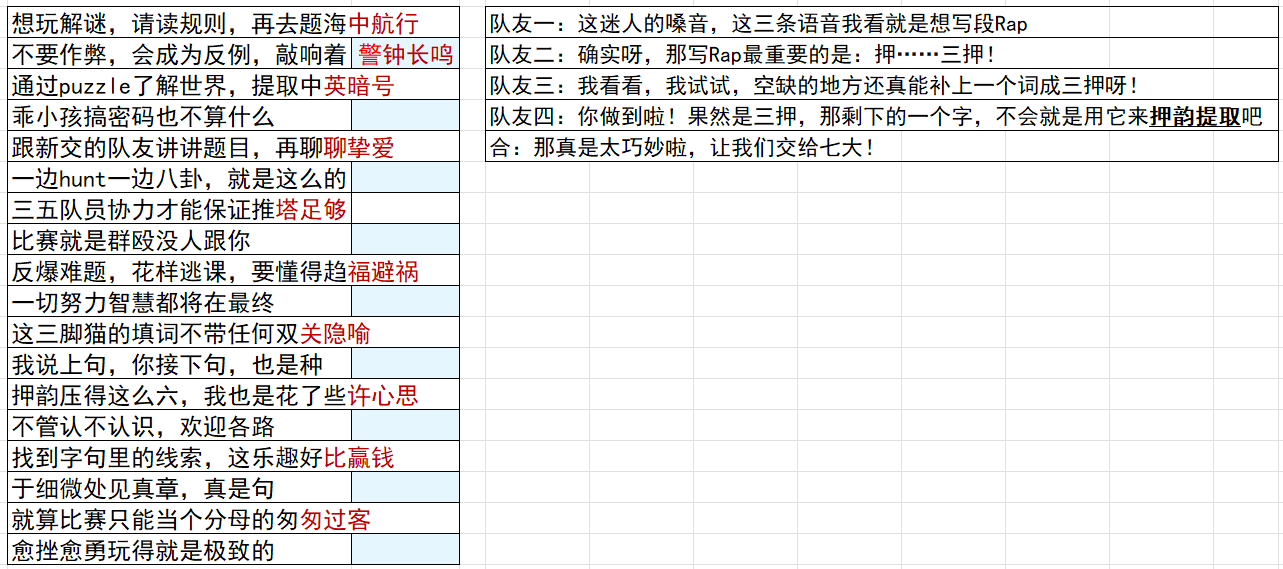 想玩解谜，请读规则，再去题海中航行
不要作弊，会成为反例，敲响着 警钟长鸣
通过puzzle了解世界，提取中英暗号
乖小孩搞密码也不算什么
跟新交的队友讲讲题目，再聊聊挚爱
一边hunt一边八卦，就是这么的
三五队员协力才能保证推塔足够
比赛就是群殴没人跟你
反爆难题，花样逃课，要懂得趋福避祸
一切努力智慧都将在最终
这三脚猫的填词不带任何双关隐喻
我说上句，你接下句，也是种
押韵压得这么六，我也是花了些许心思
不管认不认识，欢迎各路
找到字句里的线索，这乐趣好比赢钱
于细微处见真章，真是句
就算比赛只能当个分母的匆匆过客
愈挫愈勇玩得就是极致的
队友一：这迷人的嗓音，这三条语音我看就是想写段Rap
队友二：确实呀，那写Rap最重要的是：押……三押！
队友三：我看看，我试试，空缺的地方还真能补上一个词成三押呀！
队友四：你做到啦！果然是三押，那剩下的一个字，不会就是用它来押韵提取吧
合：那真是太巧妙啦，让我们交给七大！